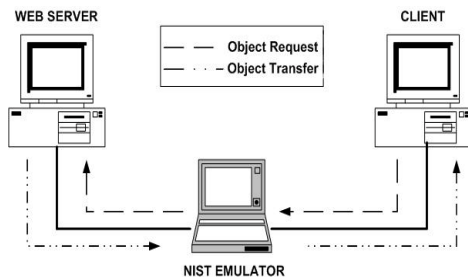 WEB SERVER
CLIENT
Object Request
Object Transfer
NIST EMULATOR